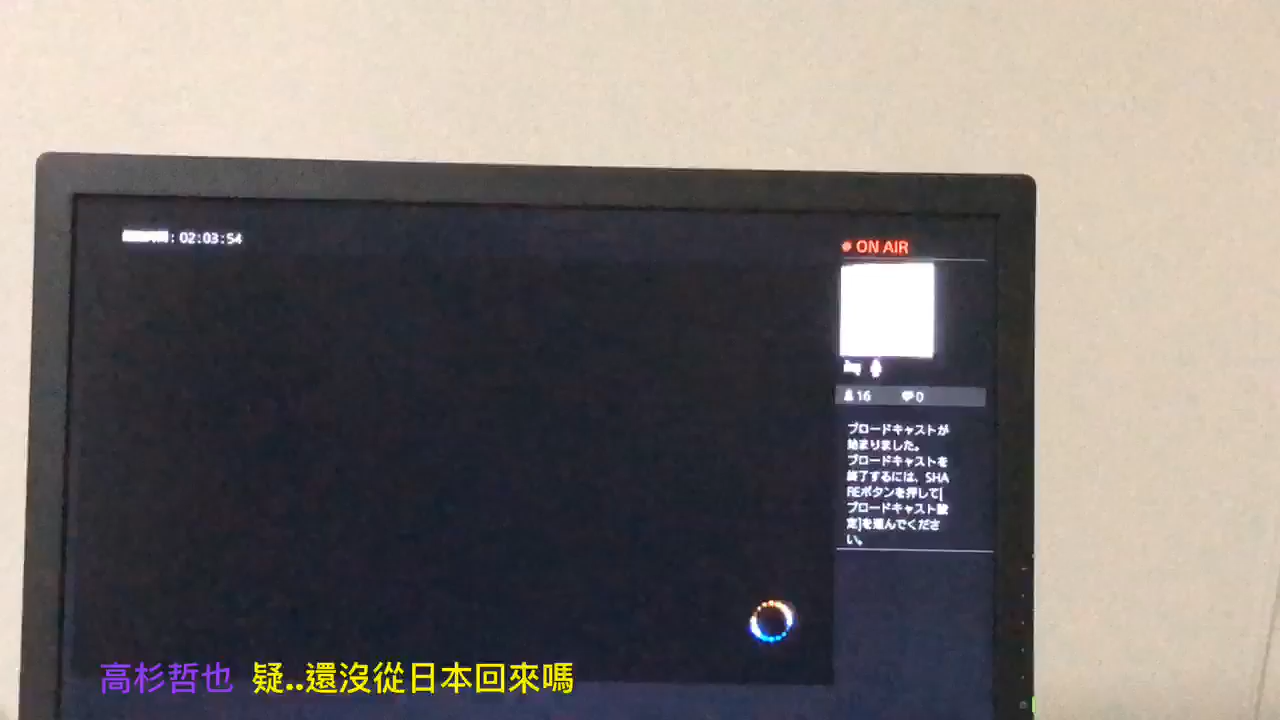 : 02:03:54
ON AIR
16 0
ブロードキャストが
始まりました。
ブロードキャストを
終了するには、SHA
REボタンを押して[
ブロードキャスト設
定]を選んでくださ
い。
高杉哲也 疑..還沒從日本回來嗎